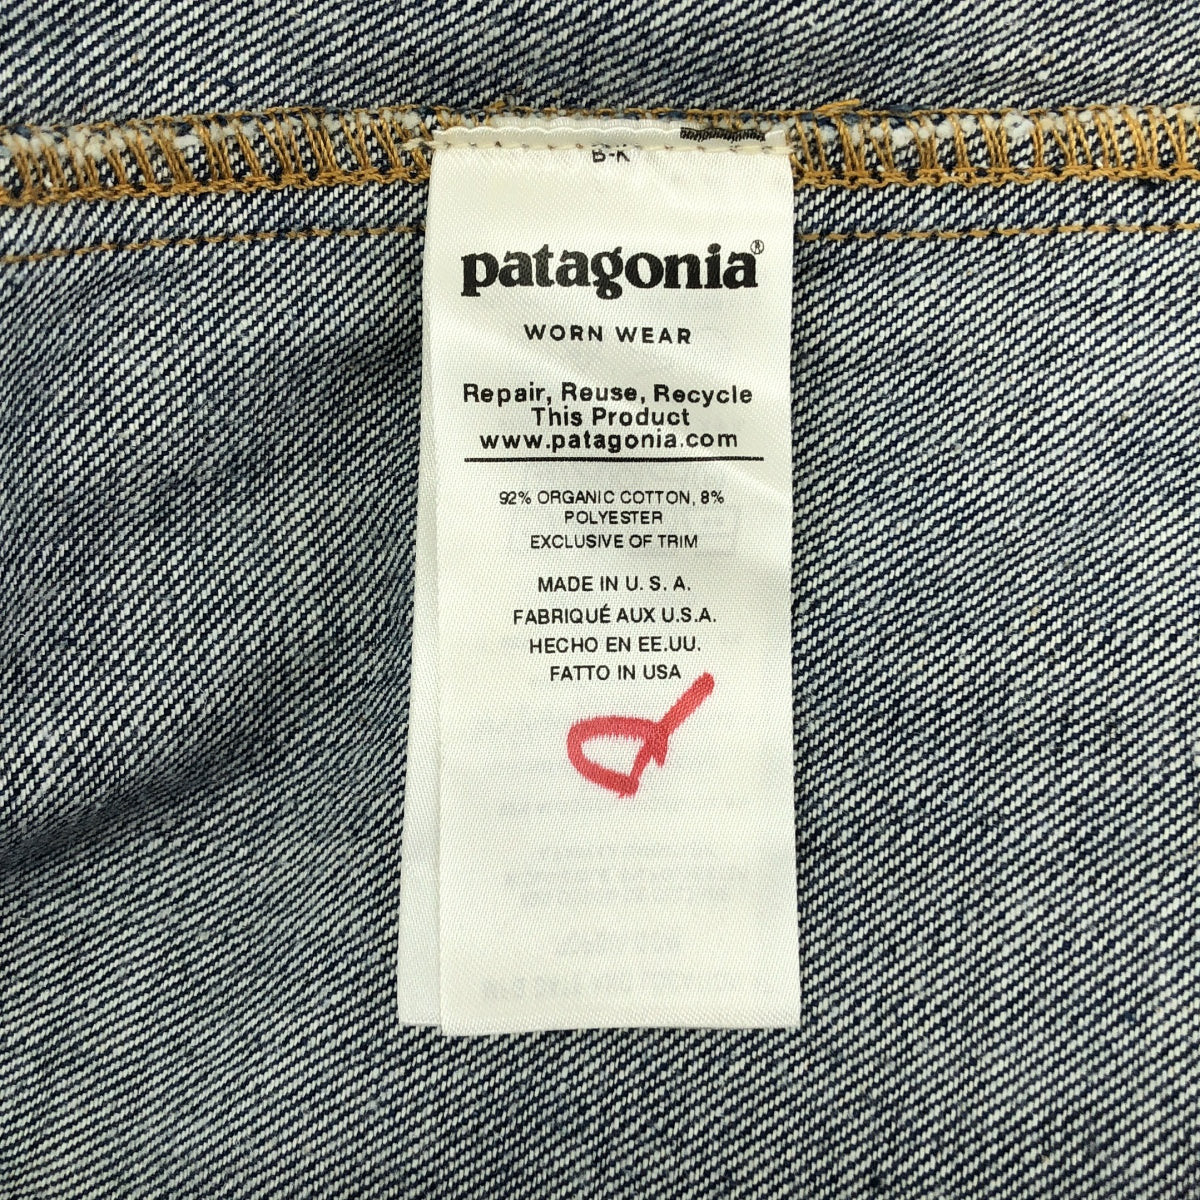 B-K
patagonia®
WORN WEAR
Repair, Reuse, Recycle
This Product
www.patagonia.com
92% ORGANIC COTTON, 8%
POLYESTER
EXCLUSIVE OF TRIM
MADE IN U. S. A.
FABRIQUÉ AUX U.S.A.
HECHO EN EE.UU.
FATTO IN USA